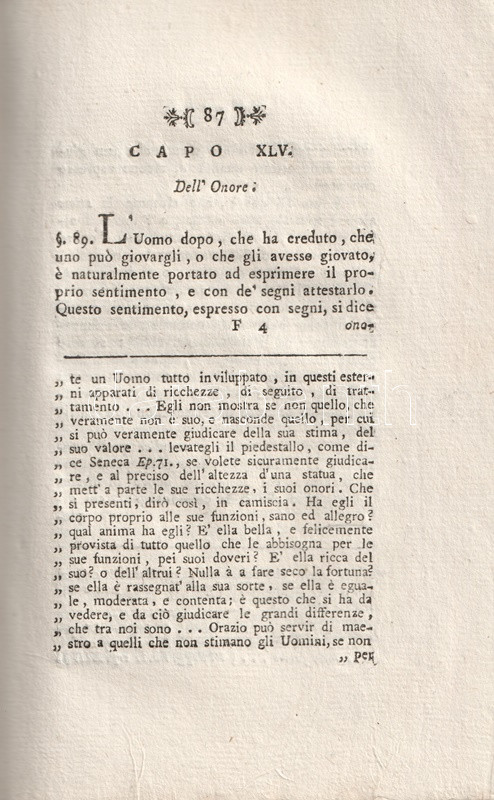 87
CAPO XLV.
Dell' Onore.
§. 89. L'Uomo dopo, che ha creduto, che
uno può giovargli, o che gli avesse giovato,
è naturalmente portato ad esprimere il pro-
prio sentimento, e con de' segni attestarlo.
Questo sentimento, espresso con segni, si dice
F 4 ono-
„ te un Uomo tutto inviluppato, in questi ester-
„ ni apparati di ricchezze, di seguito, di trat-
„ tamento . . . Egli non mostra se non quello, che
„ veramente non è suo, e nasconde quello, per cui
„ si può veramente giudicare della sua stima, del
„ suo valore . . . levategli il piedestallo, come di-
„ ce Seneca Ep. 71., se volete sicuramente giudica-
„ re, e al preciso dell' altezza d'una statua, che
„ mett' a parte le sue ricchezze, i suoi onori. Che
„ si presenti, dirò così, in camiscia. Ha egli il
„ corpo proprio alle sue funzioni, sano ed allegro?
„ qual anima ha egli? E' ella bella, e felicemente
„ provista di tutto quello che le abbisogna per le
„ sue funzioni, pei suoi doveri? E' ella ricca del
„ suo? o dell' altrui? Nulla à a fare seco la fortuna?
„ se ella è rassegnat' alla sua sorte, se ella è egua-
„ le, moderata, e contenta; è questo che si ha da
„ vedere, e da ciò giudicare le grandi differenze,
„ che tra noi sono . . . Orazio può servir di mae-
„ stro a quelli che non stimano gli Uomini, se non
„ per